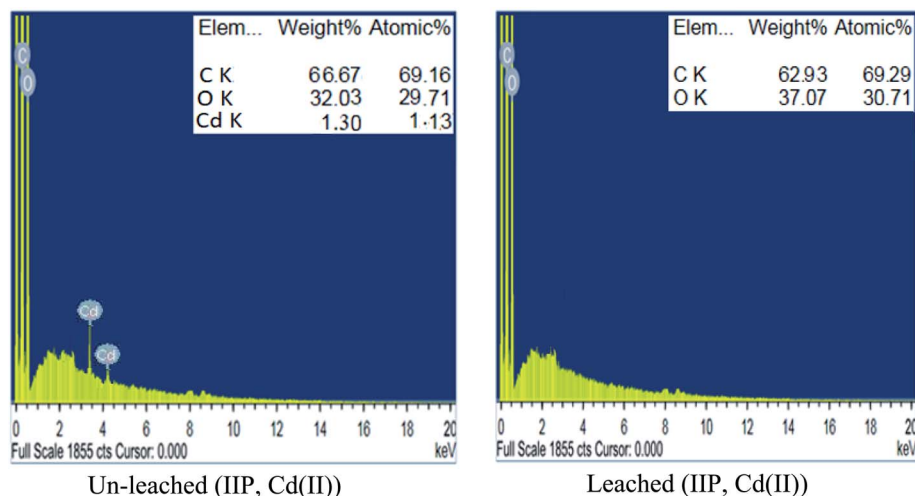 Elem... Weight% Atomic%
C K 66.67 69.16
O K 32.03 29.71
Cd K 1.30 1.13
C
O
Cd
Cd
0 2 4 6 8 10 12 14 16 18 20
Full Scale 1855 cts Cursor: 0.000 keV
Un-leached (IIP, Cd(II))
Elem... Weight% Atomic%
C K 62.93 69.29
O K 37.07 30.71
C
O
0 2 4 6 8 10 12 14 16 18 20
Full Scale 1855 cts Cursor: 0.000 keV
Leached (IIP, Cd(II))